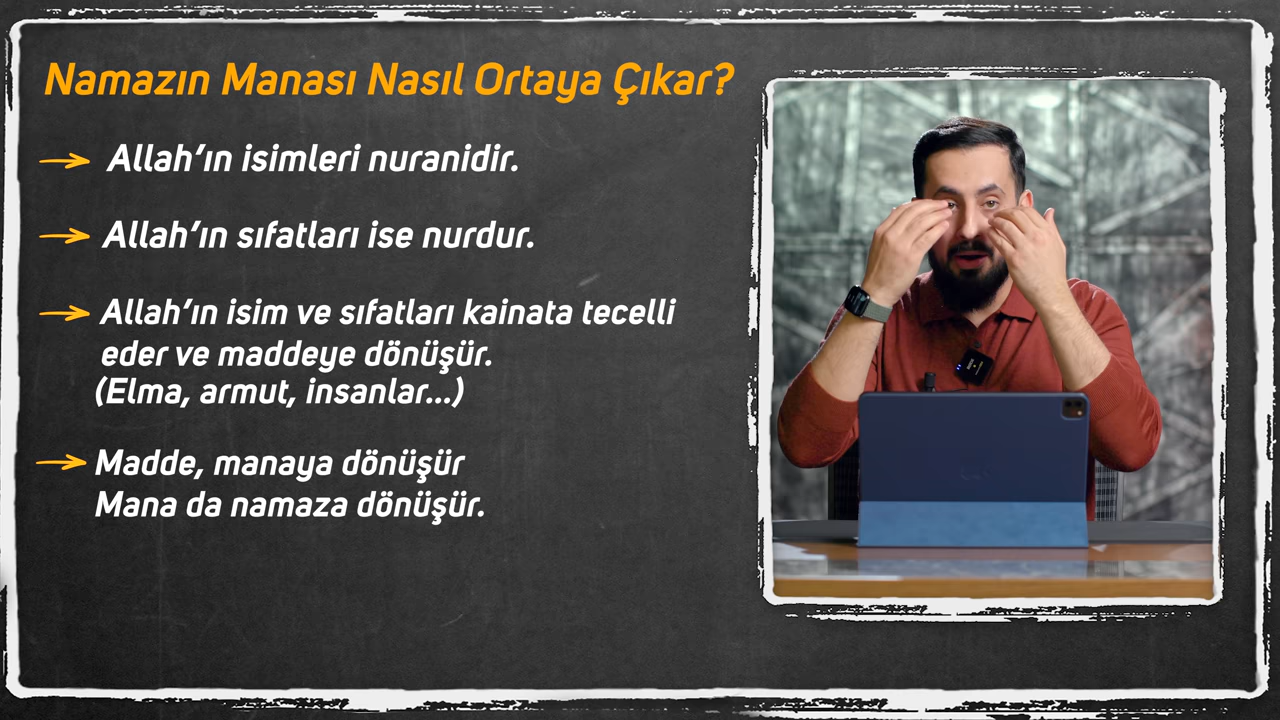 Namazın Manası Nasıl Ortaya Çıkar?
Allah'ın isimleri nuranidir.
Allah'ın sıfatları ise nurdur.
Allah'ın isim ve sıfatları kainata tecelli
eder ve maddeye dönüşür.
(Elma, armut, insanlar...)
Madde, manaya dönüşür
Mana da namaza dönüşür.